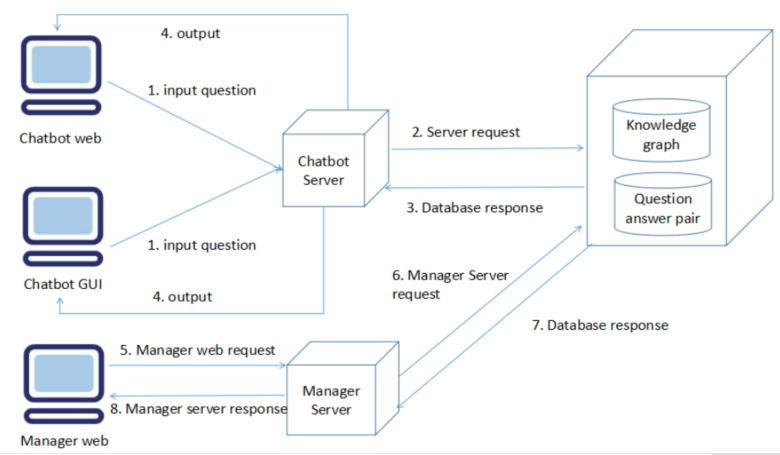 4. output
1. input question
Chatbot web
2. Server request
Knowledge
graph
Chatbot
Server
Question
answer pair
3. Database response
1. input question
Chatbot GUI
4. output
6. Manager Server
request
7. Database response
5. Manager web request
Manager
Server
8. Manager server response
Manager web